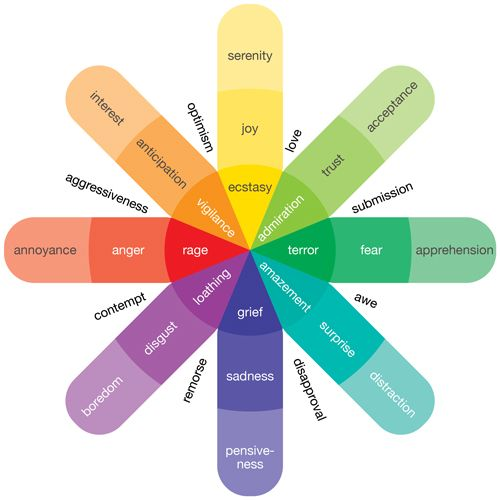 serenity
joy
ecstasy
love
acceptance
trust
admiration
submission
apprehension
fear
terror
awe
distraction
surprise
amazement
disapproval
pensive-
ness
sadness
grief
remorse
boredom
disgust
loathing
contempt
annoyance
anger
rage
aggressiveness
interest
anticipation
vigilance
optimism